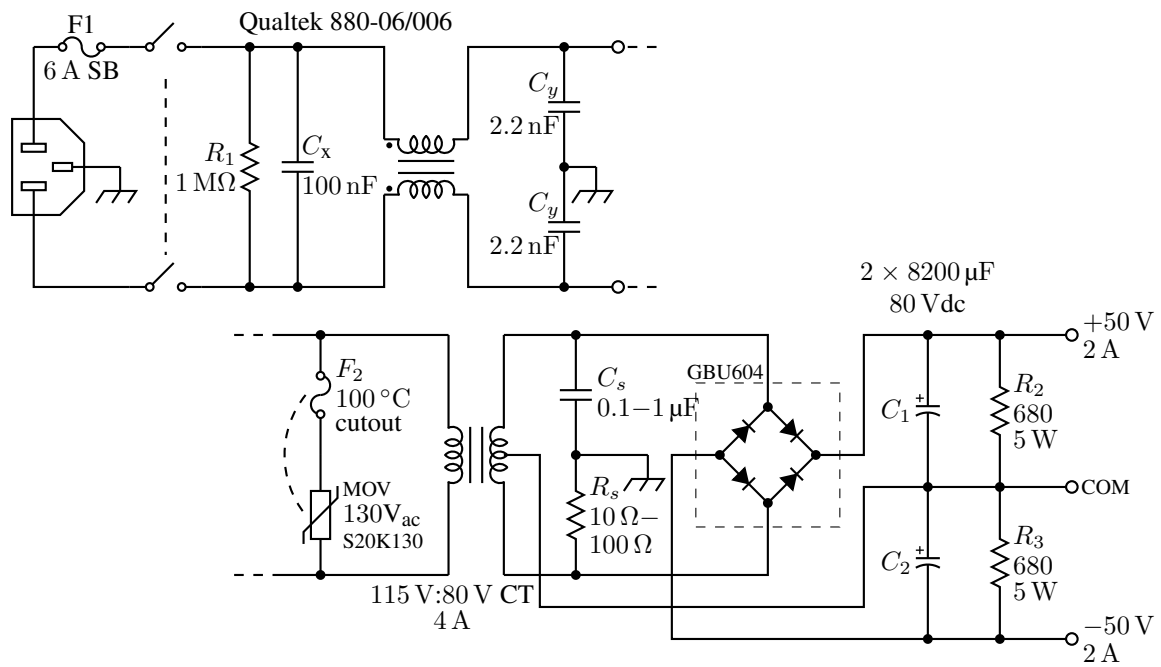 F1
6 A SB
Qualtek 880-06/006
R1
1 MΩ
Cx
100 nF
Cy
2.2 nF
Cy
2.2 nF
2 × 8200 μF
80 Vdc
F2
100 °C
cutout
MOV
130Vac
S20K130
115 V:80 V CT
4 A
Cs
0.1–1 μF
Rs
10 Ω–
100 Ω
GBU604
C1
+
R2
680
5 W
+50 V
2 A
COM
C2
+
R3
680
5 W
−50 V
2 A